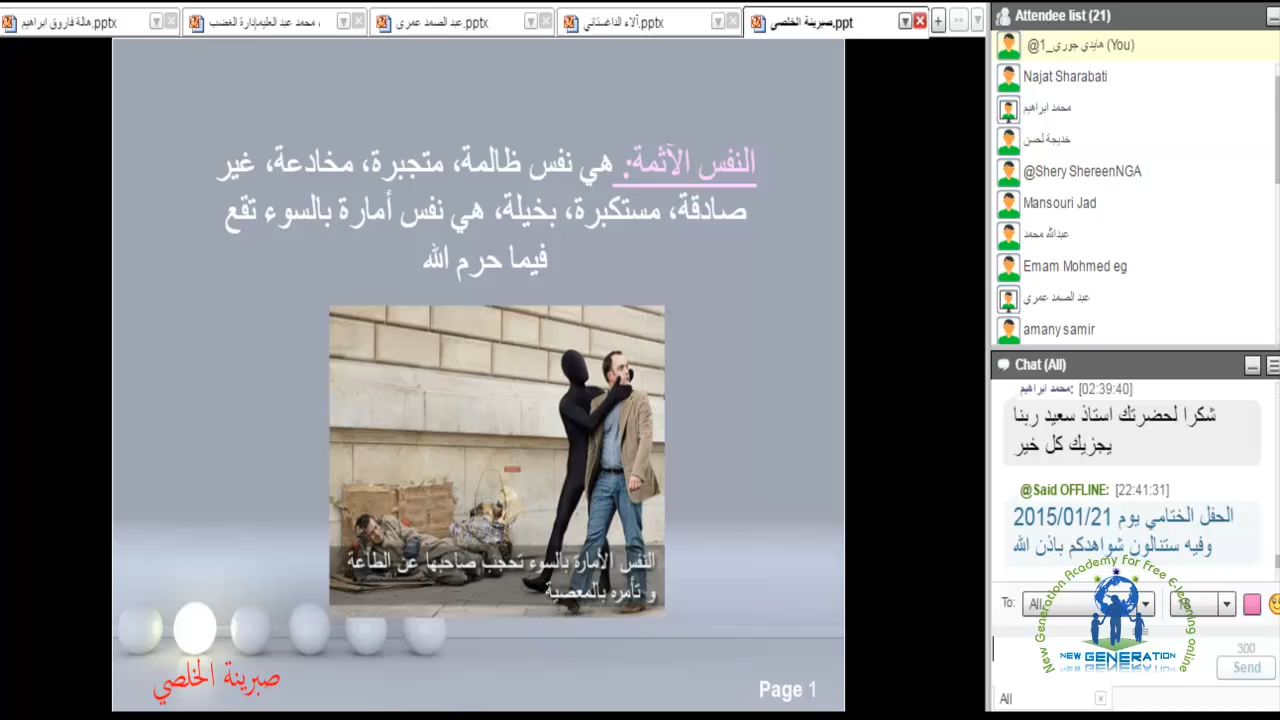 هالة فاروق ابراهيم.pptx
محمد عبد العليم|إدارة الغضب
عبد الصمد عمرى.pptx
ألاء الداغستاني.pptx
صبرينة الخلصي.ppt
النفس الآثمة: هي نفس ظالمة، متجبرة، مخادعة، غير
صادقة، مستكبرة، بخيلة، هي نفس أمارة بالسوء تقع
فيما حرم الله
النفس الأمارة بالسوء تحجب صاحبها عن الطاعة
و تأمره بالمعصية
صبرينة الخلصي
Page 1
Attendee list (21)
@هايدي جوري_1 (You)
Najat Sharabati
محمد ابراهيم
خديجة لحسن
@Shery ShereenNGA
Mansouri Jad
عبدالله محمد
Emam Mohmed eg
عبد الصمد عمري
amany samir
Chat (All)
محمد ابراهيم: [02:39:40]
شكرا لحضرتك استاذ سعيد ربنا
يجزيك كل خير
@Said OFFLINE: [22:41:31]
الحفل الختامي يوم 2015/01/21
وفيه ستنالون شواهدكم باذن الله
To: All
300
Send
All
New Generation Academy For Free E-learning online
NEW GENERATION